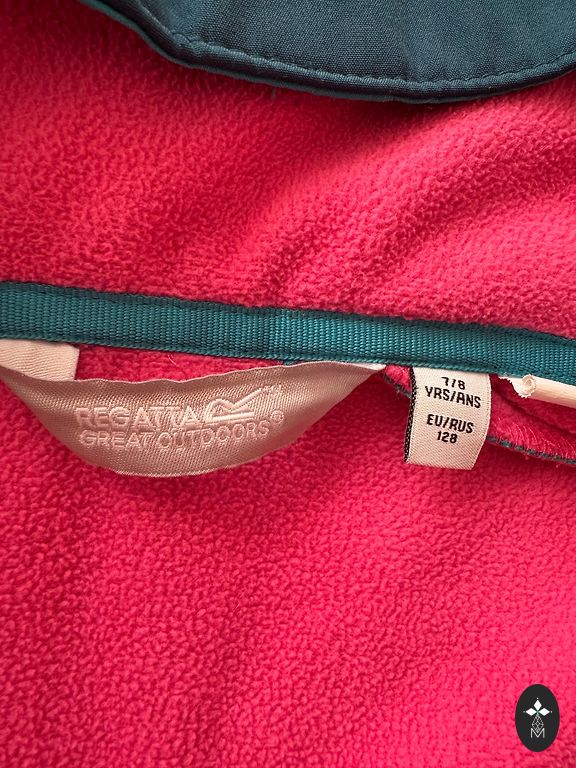 REGATTA
GREAT OUTDOORS®
7/8
YRS/ANS
EU/RUS
128
M